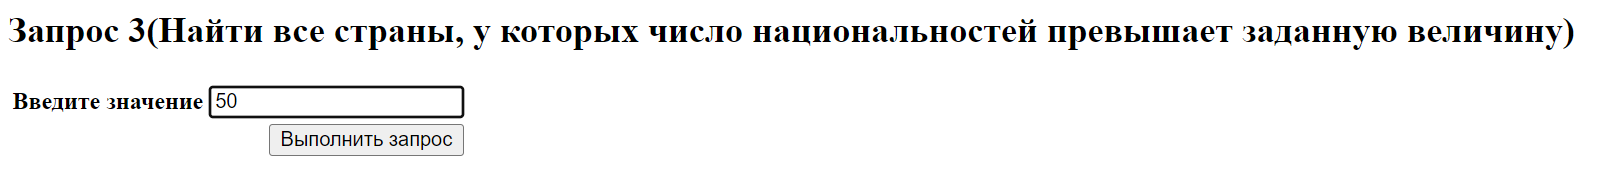 Запрос 3(Найти все страны, у которых число национальностей превышает заданную величину)
Введите значение 50
Выполнить запрос